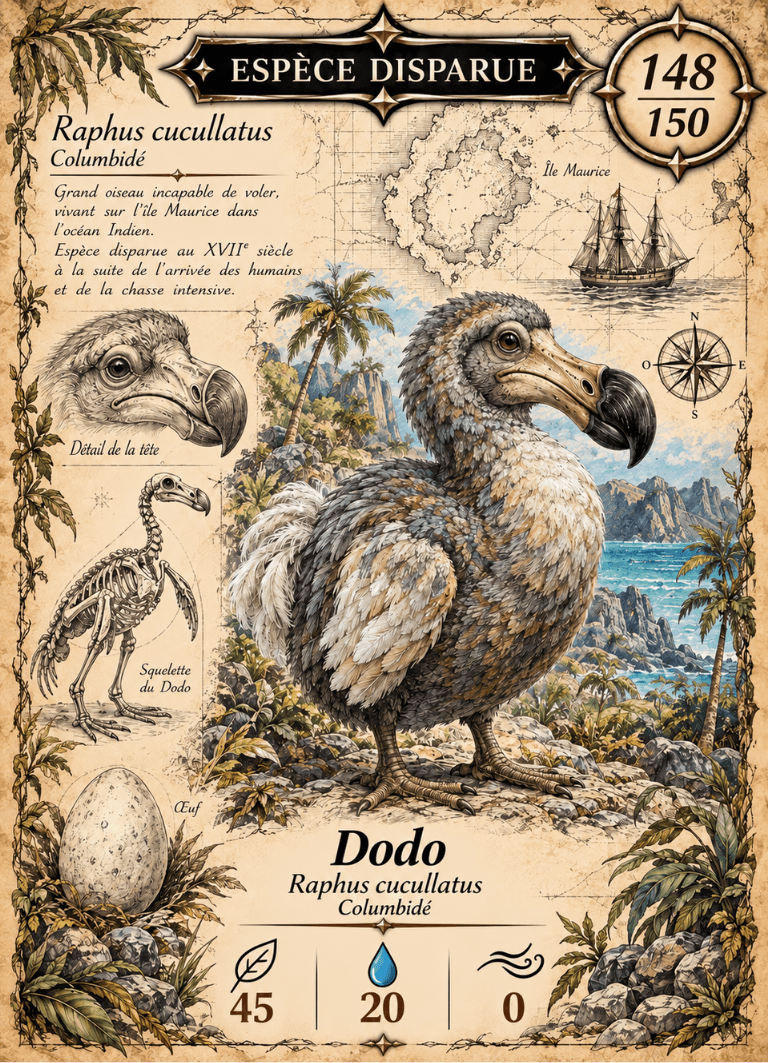 ESPÈCE DISPARUE
148
150
Raphus cucullatus
Columbidé
Grand oiseau incapable de voler,
vivant sur l'île Maurice dans
l'océan Indien.
Espèce disparue au XVIIᵉ siècle
à la suite de l'arrivée des humains
et de la chasse intensive.
Île Maurice
N
O
E
S
Détail de la tête
Squelette
du Dodo
Œuf
Dodo
Raphus cucullatus
Columbidé
45
20
0